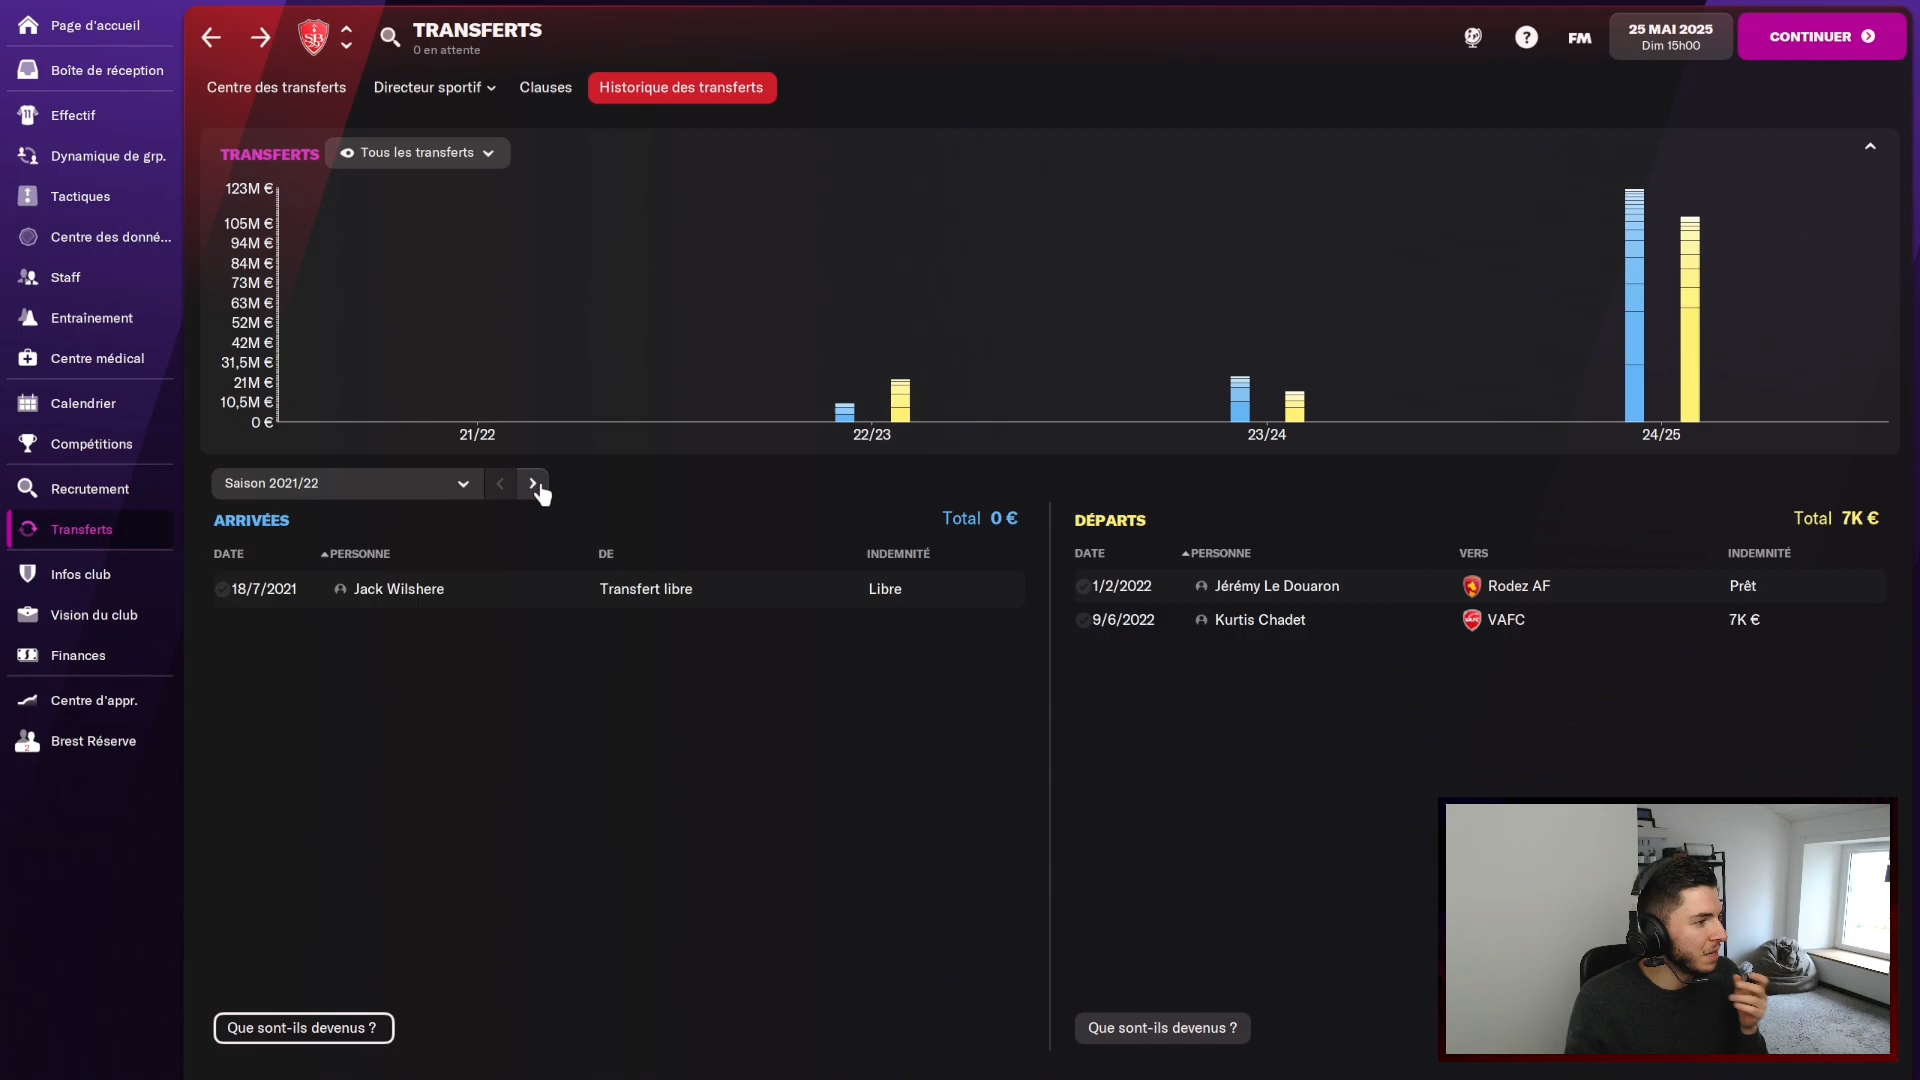 Page d'accueil
Boîte de réception
Effectif
Dynamique de grp.
Tactiques
Centre des donné...
Staff
Entraînement
Centre médical
Calendrier
Compétitions
Recrutement
Transferts
Infos club
Vision du club
Finances
Centre d'appr.
2
Brest Réserve
SB 29
TRANSFERTS
0 en attente
?
FM
25 MAI 2025
Dim 15h00
CONTINUER
Centre des transferts
Directeur sportif
Clauses
Historique des transferts
TRANSFERTS
Tous les transferts
123M €
105M €
94M €
84M €
73M €
63M €
52M €
42M €
31,5M €
21M €
10,5M €
0 €
21/22
22/23
23/24
24/25
Saison 2021/22
ARRIVÉES
Total 0 €
DATE PERSONNE DE INDEMNITÉ
18/7/2021 Jack Wilshere Transfert libre Libre
Que sont-ils devenus ?
DÉPARTS
Total 7K €
DATE PERSONNE VERS INDEMNITÉ
1/2/2022 Jérémy Le Douaron Rodez AF Prêt
9/6/2022 Kurtis Chadet VAFC 7K €
Que sont-ils devenus ?